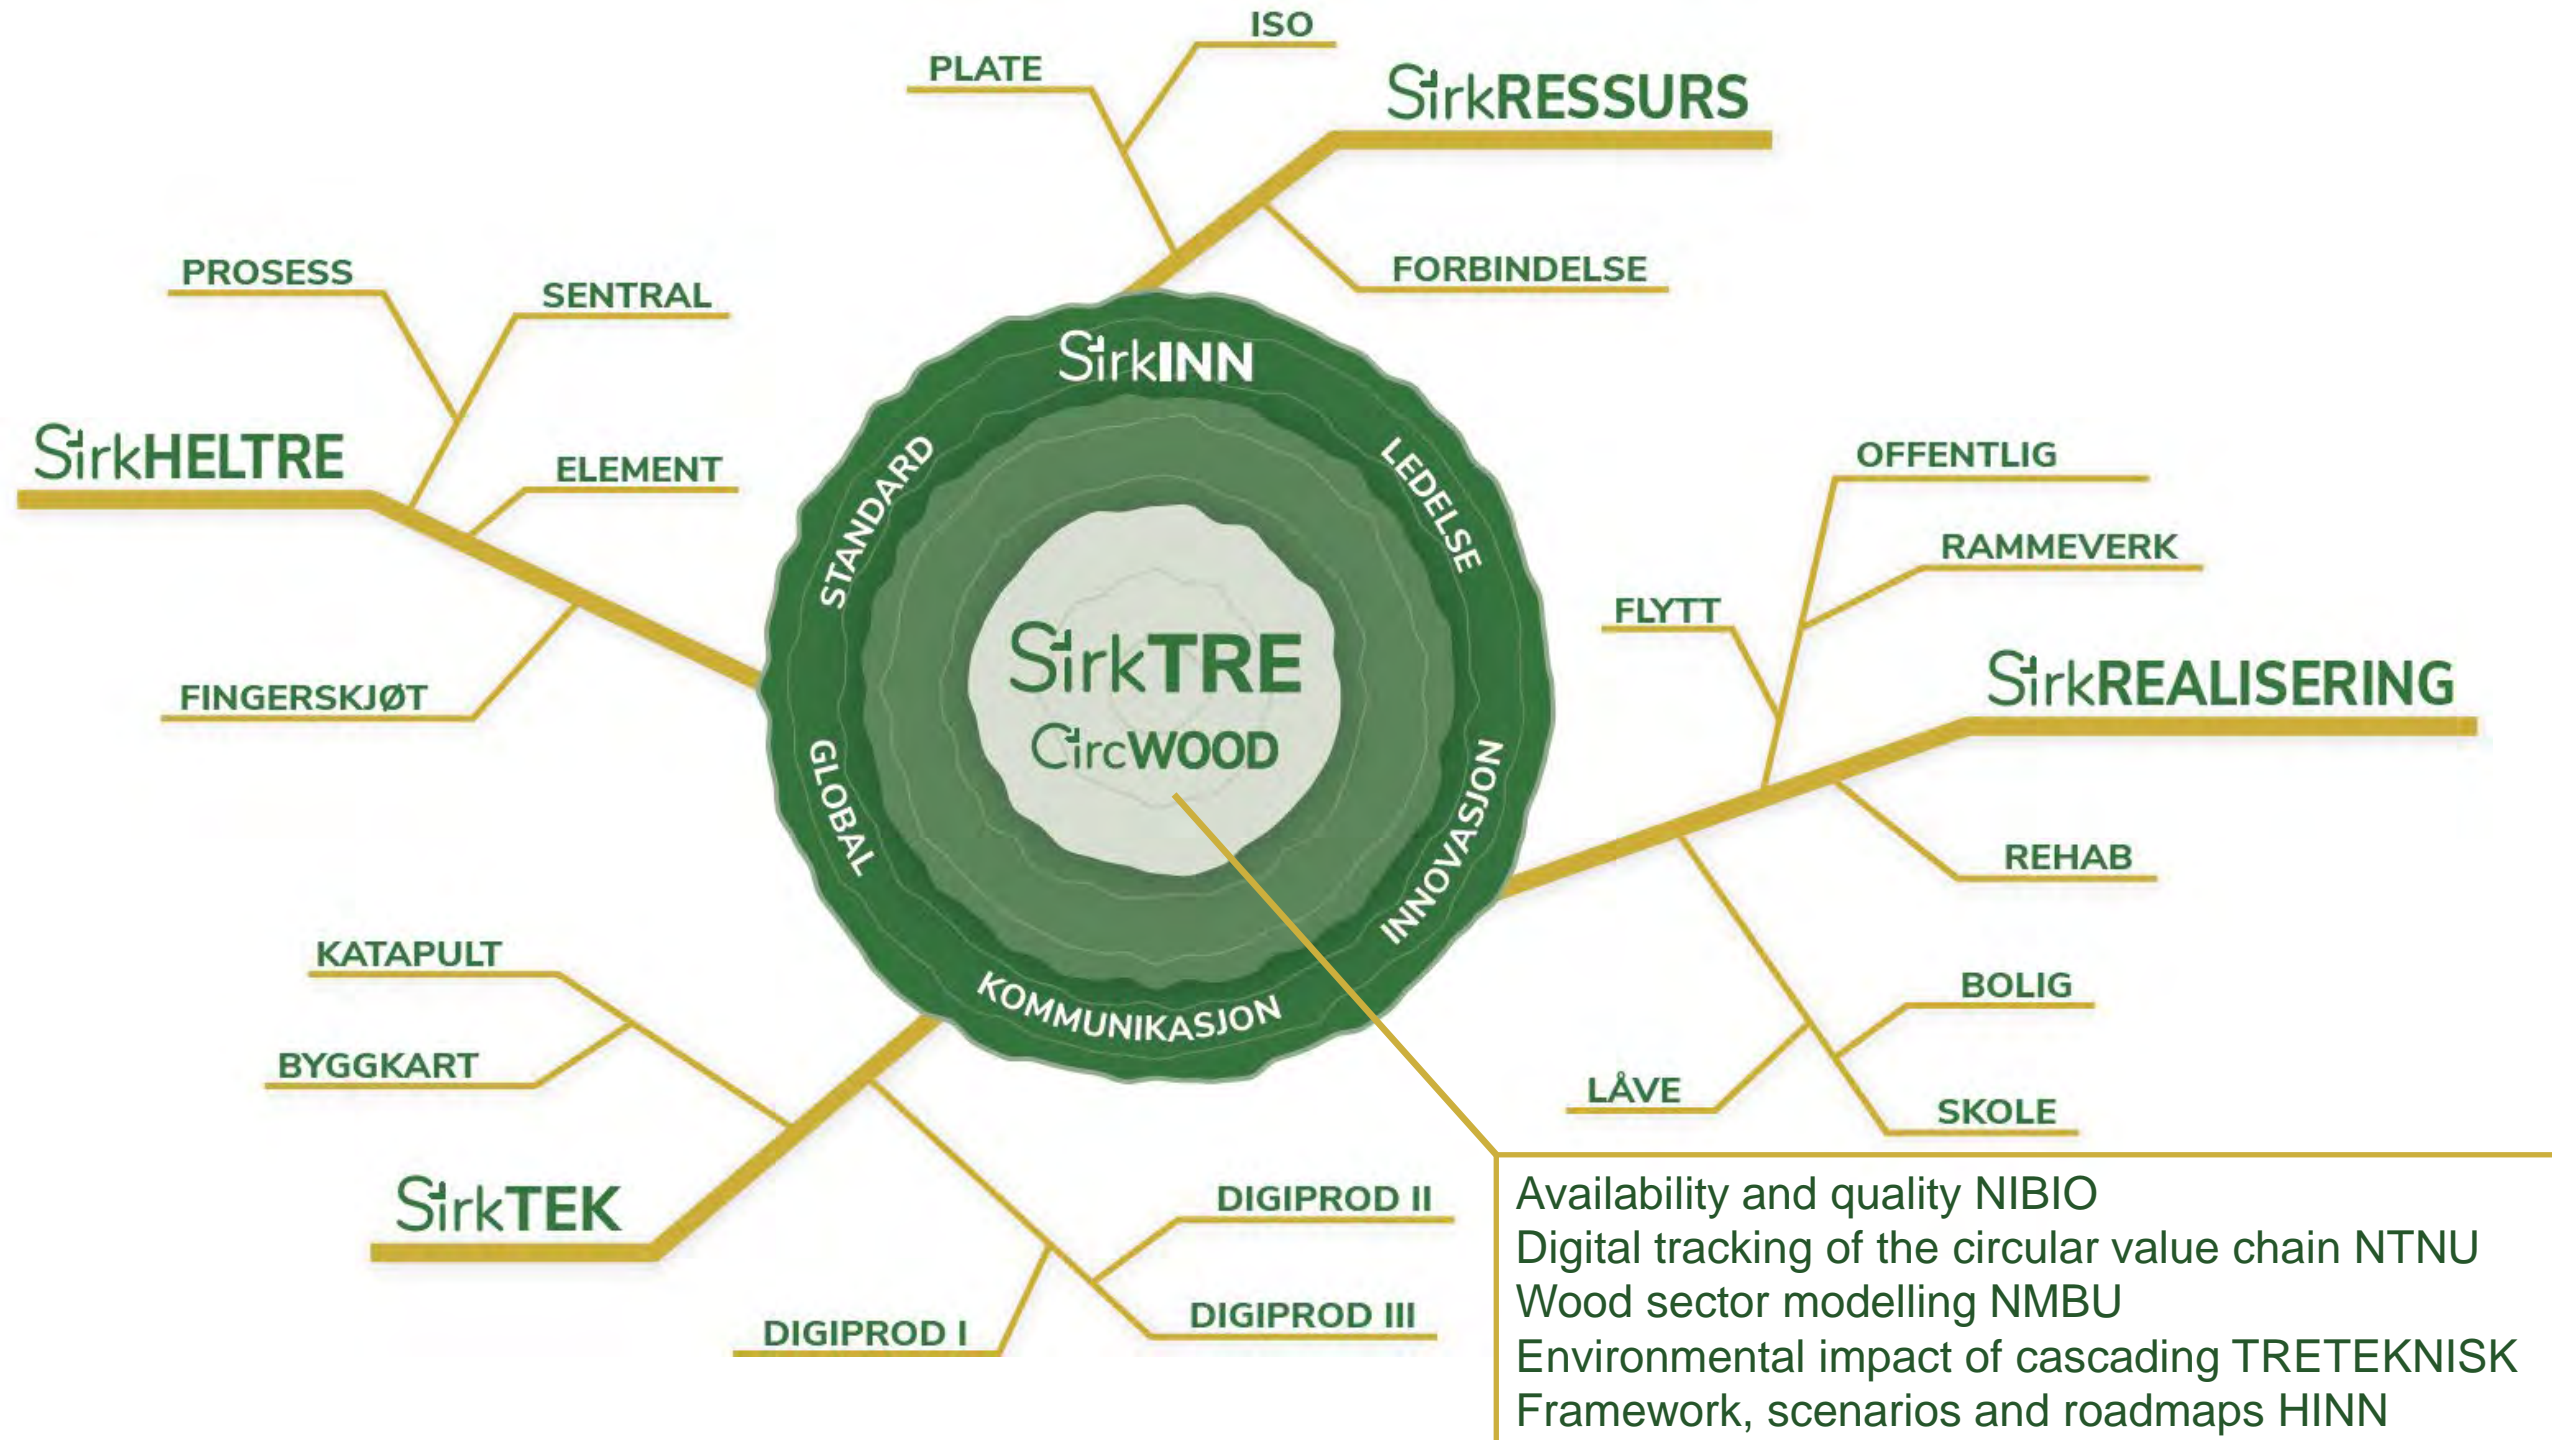 ISO
PLATE
SirkRESSURS
FORBINDELSE
PROSESS
SENTRAL
SirkHELTRE
ELEMENT
FINGERSKJØT
SirkINN
STANDARD
LEDELSE
GLOBAL
INNOVASJON
KOMMUNIKASJON
SirkTRE
CircWOOD
OFFENTLIG
RAMMEVERK
FLYTT
SirkREALISERING
REHAB
BOLIG
LÅVE
SKOLE
KATAPULT
BYGGKART
SirkTEK
DIGIPROD II
DIGIPROD III
DIGIPROD I
Availability and quality NIBIO
Digital tracking of the circular value chain NTNU
Wood sector modelling NMBU
Environmental impact of cascading TRETEKNISK
Framework, scenarios and roadmaps HINN